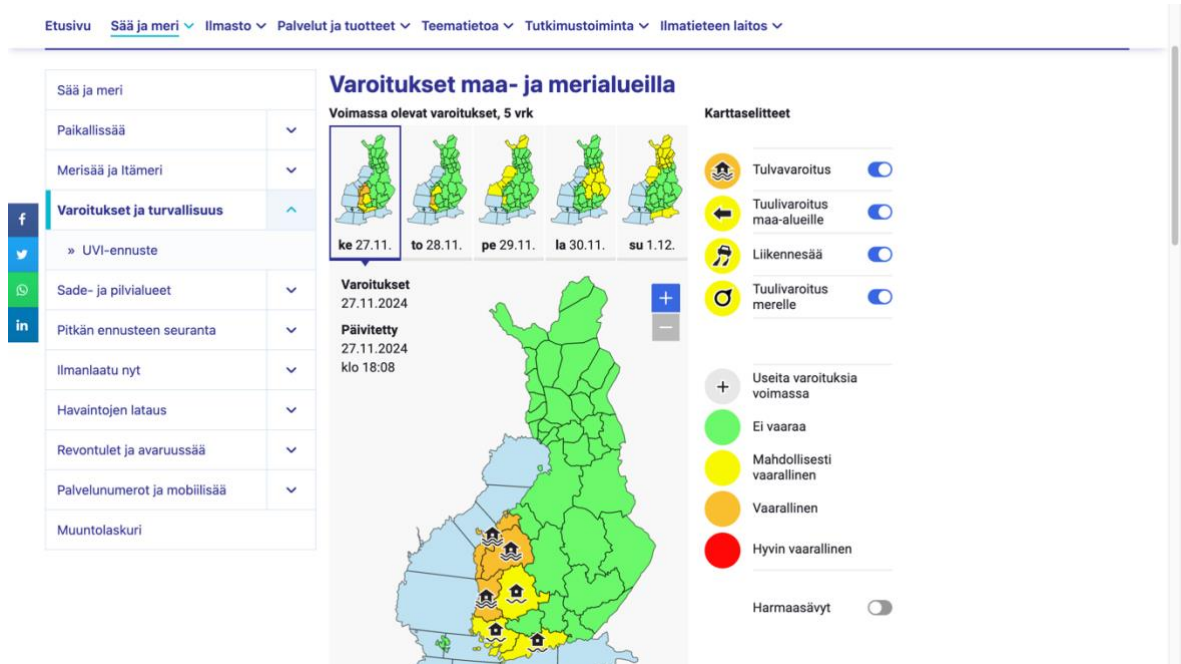 Etusivu Sää ja meri Ilmasto Palvelut ja tuotteet Teematietoa Tutkimustoiminta Ilmatieteen laitos
Sää ja meri
Paikallissää
Merisää ja Itämeri
Varoitukset ja turvallisuus
» UVI-ennuste
Sade- ja pilvialueet
Pitkän ennusteen seuranta
Ilmanlaatu nyt
Havaintojen lataus
Revontulet ja avaruussää
Palvelunumerot ja mobiilisää
Muuntolaskuri
f
in
Varoitukset maa- ja merialueilla
Voimassa olevat varoitukset, 5 vrk
ke 27.11. to 28.11. pe 29.11. la 30.11. su 1.12.
Varoitukset
27.11.2024
Päivitetty
27.11.2024
klo 18:08
+
−
Karttaselitteet
Tulvavaroitus
Tuulivaroitus
maa-alueille
Liikennesää
Tuulivaroitus
merelle
+ Useita varoituksia
voimassa
Ei vaaraa
Mahdollisesti
vaarallinen
Vaarallinen
Hyvin vaarallinen
Harmaasävyt